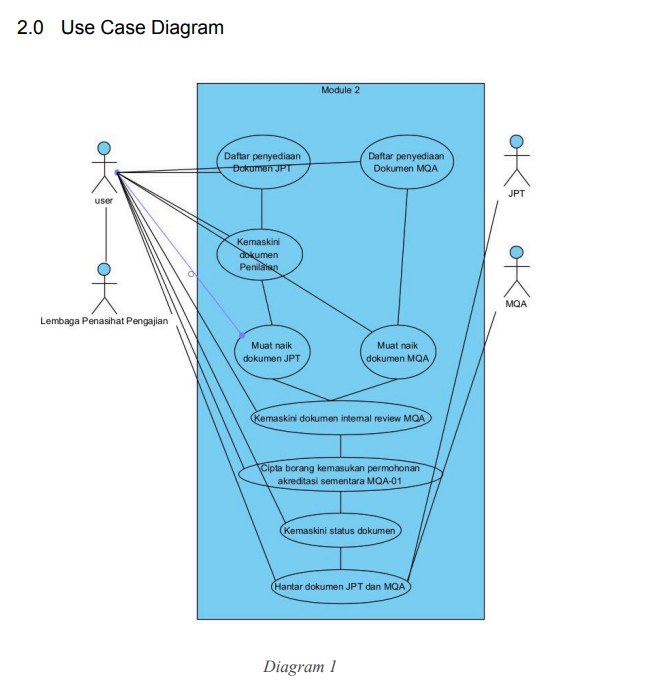 2.0 Use Case Diagram
Module 2
user
Lembaga Penasihat Pengajian
Daftar penyediaan
Dokumen JPT
Daftar penyediaan
Dokumen MQA
JPT
Kemaskini
dokumen
Penilaian
MQA
Muat naik
dokumen JPT
Muat naik
dokumen MQA
Kemaskini dokumen internal review MQA
Cipta borang kemasukan permohonan
akreditasi sementara MQA-01
Kemaskini status dokumen
Hantar dokumen JPT dan MQA
Diagram 1